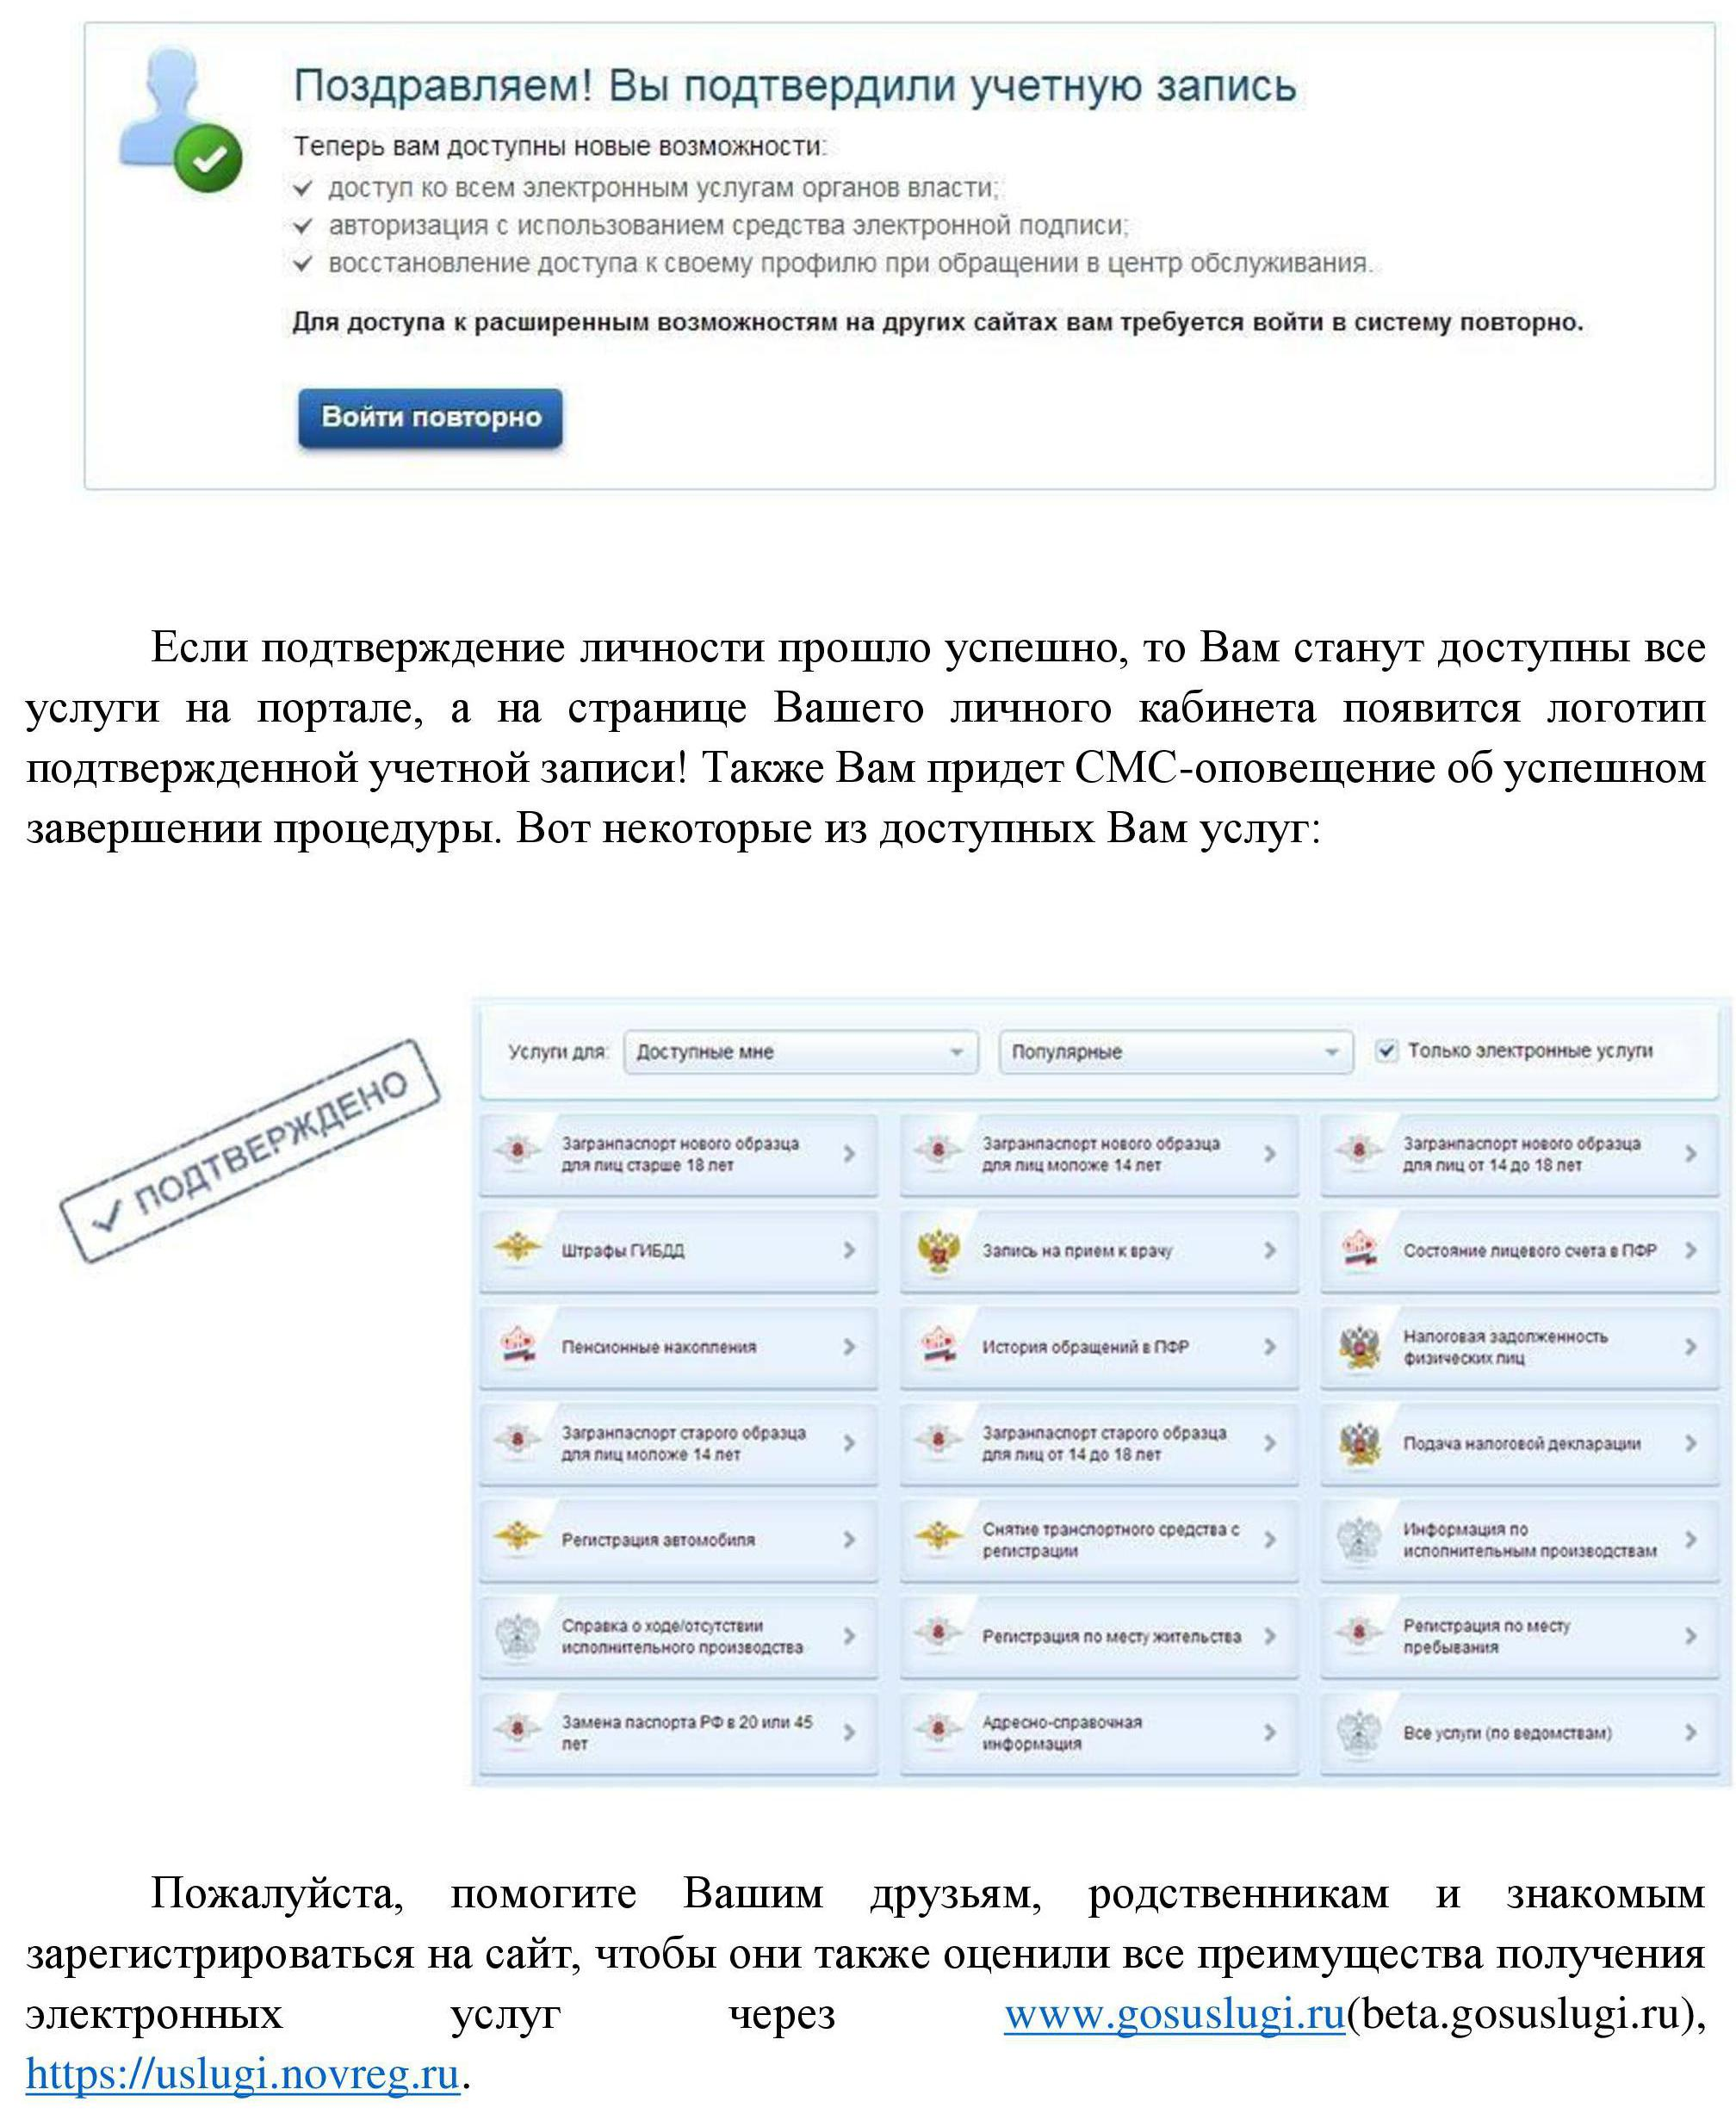 Поздравляем! Вы подтвердили учетную запись
Теперь вам доступны новые возможности:
доступ ко всем электронным услугам органов власти;
авторизация с использованием средства электронной подписи;
восстановление доступа к своему профилю при обращении в центр обслуживания.
Для доступа к расширенным возможностям на других сайтах вам требуется войти в систему повторно.
Войти повторно
Если подтверждение личности прошло успешно, то Вам станут доступны все
услуги на портале, а на странице Вашего личного кабинета появится логотип
подтвержденной учетной записи! Также Вам придет СМС-оповещение об успешном
завершении процедуры. Вот некоторые из доступных Вам услуг:
ПОДТВЕРЖДЕНО
Услуги для: Доступные мне Популярные Только электронные услуги
Загранпаспорт нового образца
для лиц старше 18 лет
Загранпаспорт нового образца
для лиц моложе 14 лет
Загранпаспорт нового образца
для лиц от 14 до 18 лет
Штрафы ГИБДД
Запись на прием к врачу
Состояние лицевого счета в ПФР
Пенсионные накопления
История обращений в ПФР
Налоговая задолженность
физических лиц
Загранпаспорт старого образца
для лиц моложе 14 лет
Загранпаспорт старого образца
для лиц от 14 до 18 лет
Подача налоговой декларации
Регистрация автомобиля
Снятие транспортного средства с
регистрации
Информация по
исполнительным производствам
Справка о ходе/отсутствии
исполнительного производства
Регистрация по месту жительства
Регистрация по месту
пребывания
Замена паспорта РФ в 20 или 45
лет
Адресно-справочная
информация
Все услуги (по ведомствам)
Пожалуйста, помогите Вашим друзьям, родственникам и знакомым
зарегистрироваться на сайт, чтобы они также оценили все преимущества получения
электронных услуг через www.gosuslugi.ru(beta.gosuslugi.ru),
https://uslugi.novreg.ru.